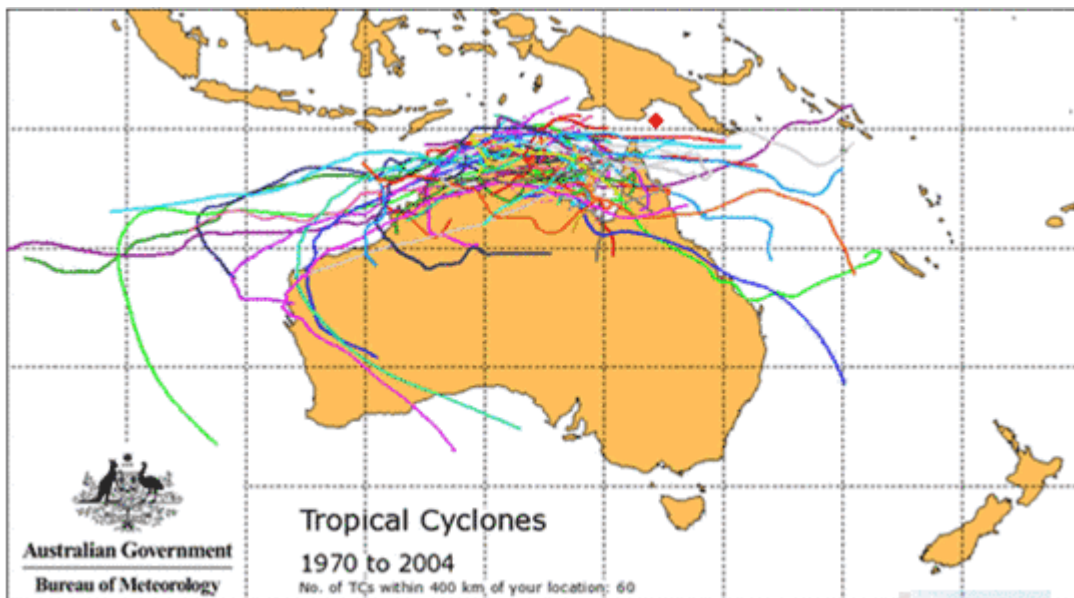 Tropical Cyclones
1970 to 2004
No. of TCs within 400 km of your location: 60
Australian Government
Bureau of Meteorology